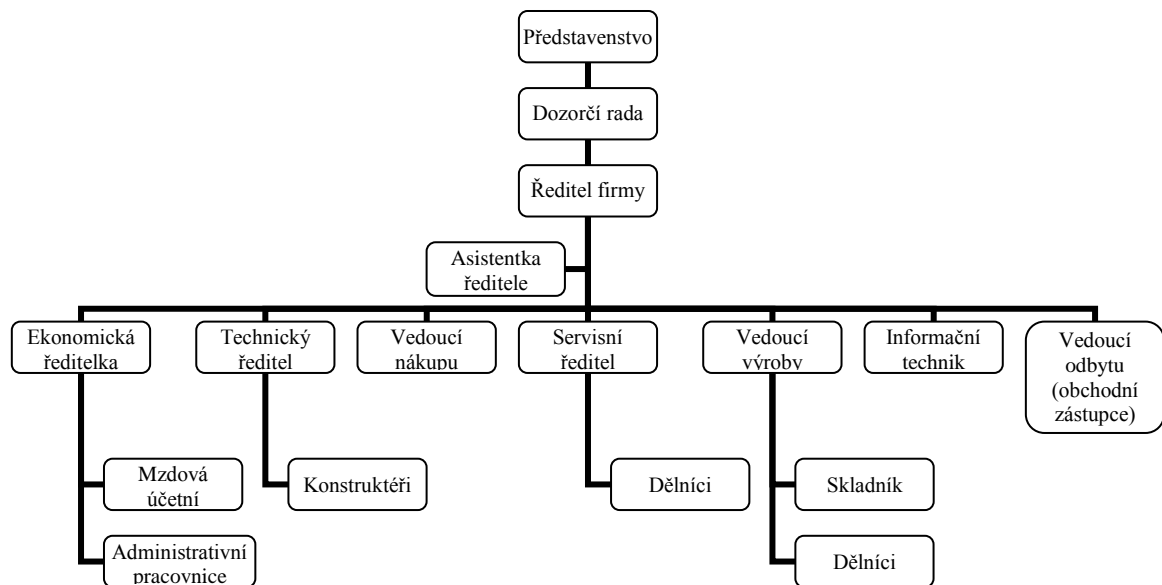 Představenstvo
Dozorčí rada
Ředitel firmy
Asistentka
ředitele
Ekonomická
ředitelka
Technický
ředitel
Vedoucí
nákupu
Servisní
ředitel
Vedoucí
výroby
Informační
technik
Vedoucí
odbytu
(obchodní
zástupce)
Mzdová
účetní
Konstruktéři
Dělníci
Skladník
Administrativní
pracovnice
Dělníci